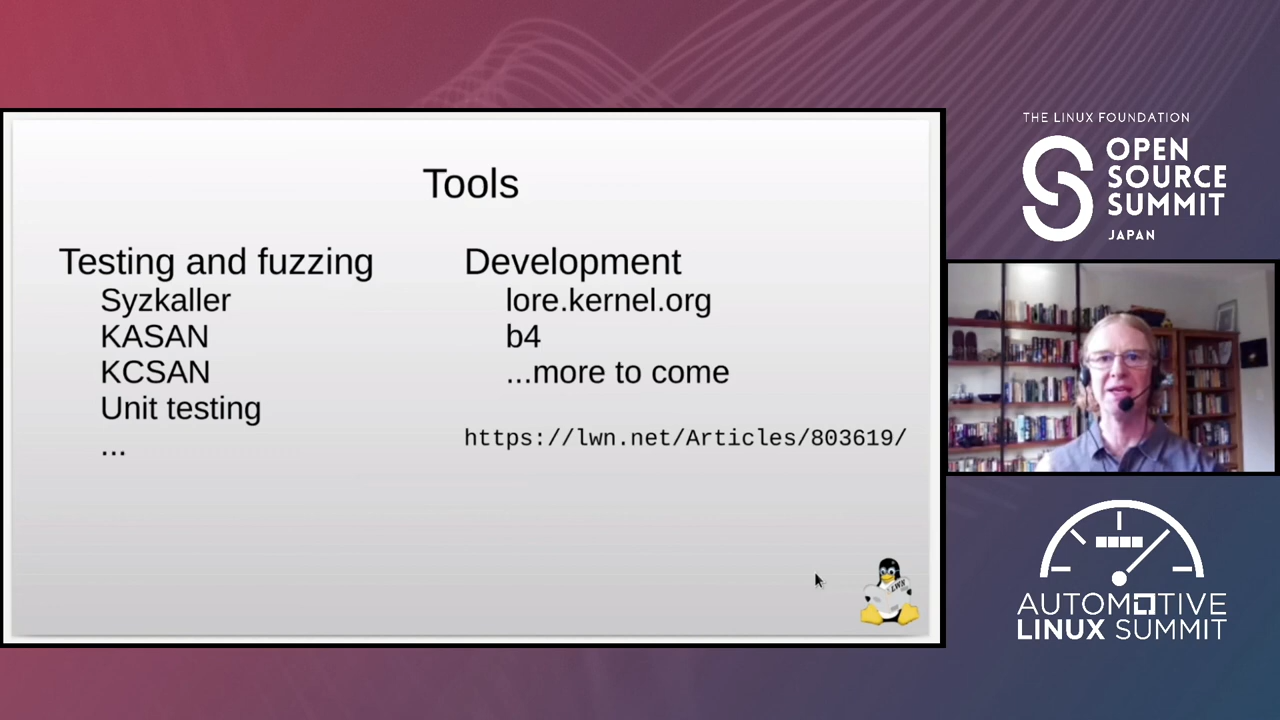 Tools
Testing and fuzzing
Syzkaller
KASAN
KCSAN
Unit testing
...
Development
lore.kernel.org
b4
...more to come
https://lwn.net/Articles/803619/
LWN
THE LINUX FOUNDATION
OPEN
SOURCE
SUMMIT
JAPAN
AUTOMOTIVE
LINUX SUMMIT